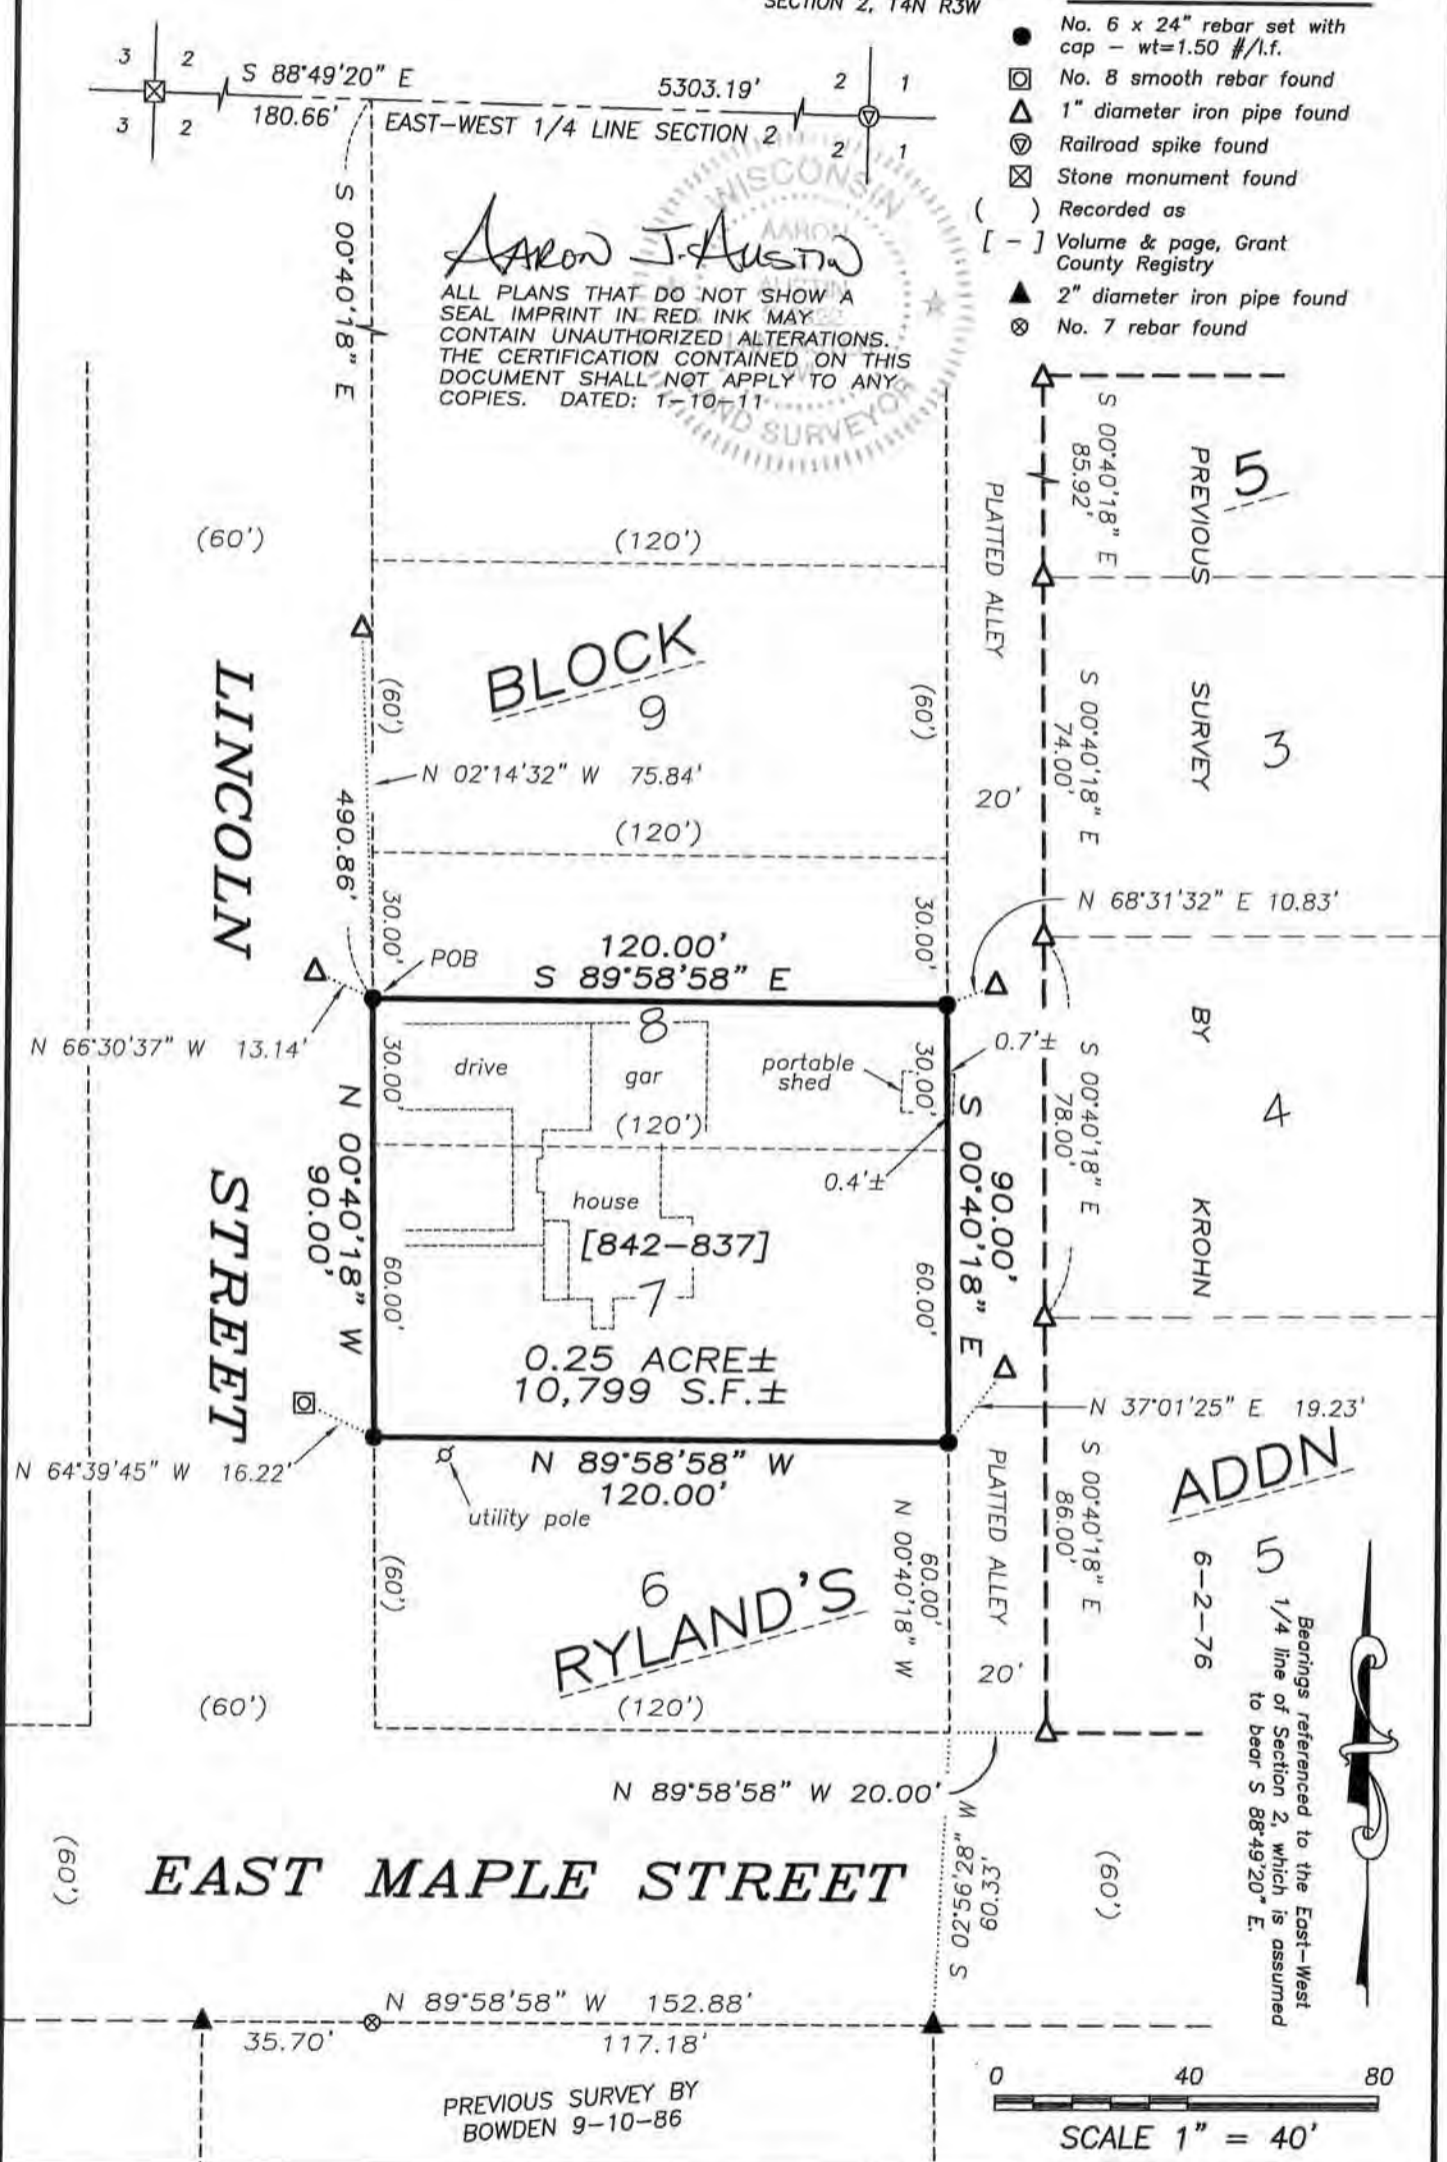 SECTION 2, T4N R3W
No. 6 x 24" rebar set with
cap - wt=1.50 #/l.f.
No. 8 smooth rebar found
1" diameter iron pipe found
Railroad spike found
Stone monument found
( ) Recorded as
[ - ] Volume & page, Grant
County Registry
2" diameter iron pipe found
No. 7 rebar found
3 2
3 2
S 88°49'20" E
180.66'
5303.19'
EAST-WEST 1/4 LINE SECTION 2
2 1
2 1
S 00°40'18" E
WISCONSIN
AARON
AUSTIN
LAND SURVEYOR
AARON J. AUSTIN
ALL PLANS THAT DO NOT SHOW A
SEAL IMPRINT IN RED INK MAY
CONTAIN UNAUTHORIZED ALTERATIONS.
THE CERTIFICATION CONTAINED ON THIS
DOCUMENT SHALL NOT APPLY TO ANY
COPIES. DATED: 1-10-11
(60')
(120')
PLATTED ALLEY
S 00°40'18" E
85.92'
5
PREVIOUS SURVEY BY KROHN 6-2-76
BLOCK
9
(60')
(60')
N 02°14'32" W 75.84'
20'
S 00°40'18" E
74.00'
3
LINCOLN STREET
490.86'
(120')
30.00'
30.00'
N 68°31'32" E 10.83'
POB
120.00'
S 89°58'58" E
N 66°30'37" W 13.14'
8
30.00'
drive
gar
portable
shed
30.00'
0.7'±
(120')
0.4'±
S 00°40'18" E
78.00'
4
N 00°40'18" W
90.00'
house
[842-837]
7
60.00'
60.00'
90.00'
S 00°40'18" E
0.25 ACRE±
10,799 S.F.±
N 37°01'25" E 19.23'
N 64°39'45" W 16.22'
N 89°58'58" W
120.00'
utility pole
PLATTED ALLEY
S 00°40'18" E
86.00'
ADDN
5
(60')
6
RYLAND'S
60.00'
N 00°40'18" W
20'
(60')
(120')
Bearings referenced to the East-West
1/4 line of Section 2, which is assumed
to bear S 88°49'20" E.
N 89°58'58" W 20.00'
(60')
EAST MAPLE STREET
60.33'
S 02°56'28" W
(60')
N 89°58'58" W 152.88'
35.70'
117.18'
PREVIOUS SURVEY BY
BOWDEN 9-10-86
0 40 80
SCALE 1" = 40'